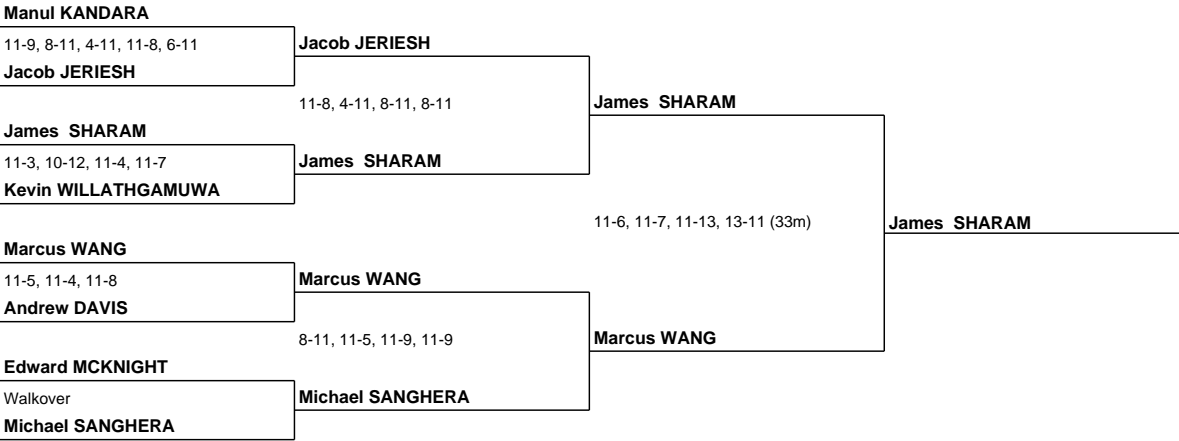 Manul KANDARA
11-9, 8-11, 4-11, 11-8, 6-11
Jacob JERIESH
James SHARAM
11-3, 10-12, 11-4, 11-7
Kevin WILLATHGAMUWA
Marcus WANG
11-5, 11-4, 11-8
Andrew DAVIS
Edward MCKNIGHT
Walkover
Michael SANGHERA
Jacob JERIESH
11-8, 4-11, 8-11, 8-11
James SHARAM
Marcus WANG
8-11, 11-5, 11-9, 11-9
Michael SANGHERA
James SHARAM
11-6, 11-7, 11-13, 13-11 (33m)
Marcus WANG
James SHARAM